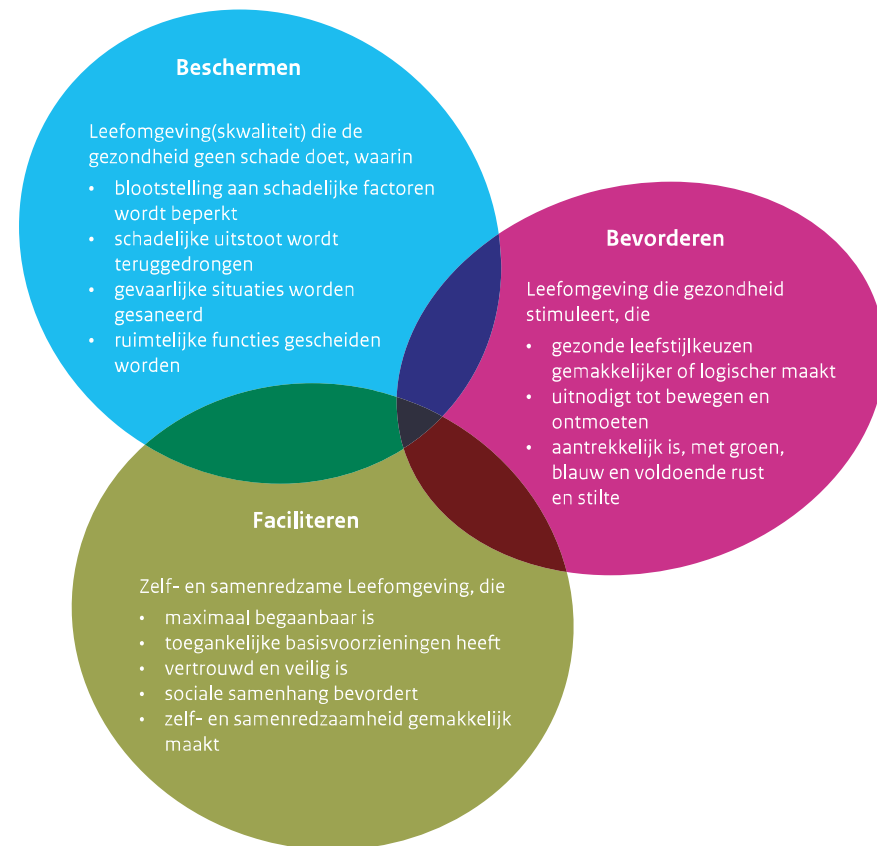 Beschermen
Leefomgeving(skwaliteit) die de
gezondheid geen schade doet, waarin
• blootstelling aan schadelijke factoren
wordt beperkt
• schadelijke uitstoot wordt
teruggedrongen
• gevaarlijke situaties worden
gesaneerd
• ruimtelijke functies gescheiden
worden
Bevorderen
Leefomgeving die gezondheid
stimuleert, die
• gezonde leefstijlkeuzen
gemakkelijker of logischer maakt
• uitnodigt tot bewegen en
ontmoeten
• aantrekkelijk is, met groen,
blauw en voldoende rust
en stilte
Faciliteren
Zelf- en samenredzame Leefomgeving, die
• maximaal begaanbaar is
• toegankelijke basisvoorzieningen heeft
• vertrouwd en veilig is
• sociale samenhang bevordert
• zelf- en samenredzaamheid gemakkelijk
maakt